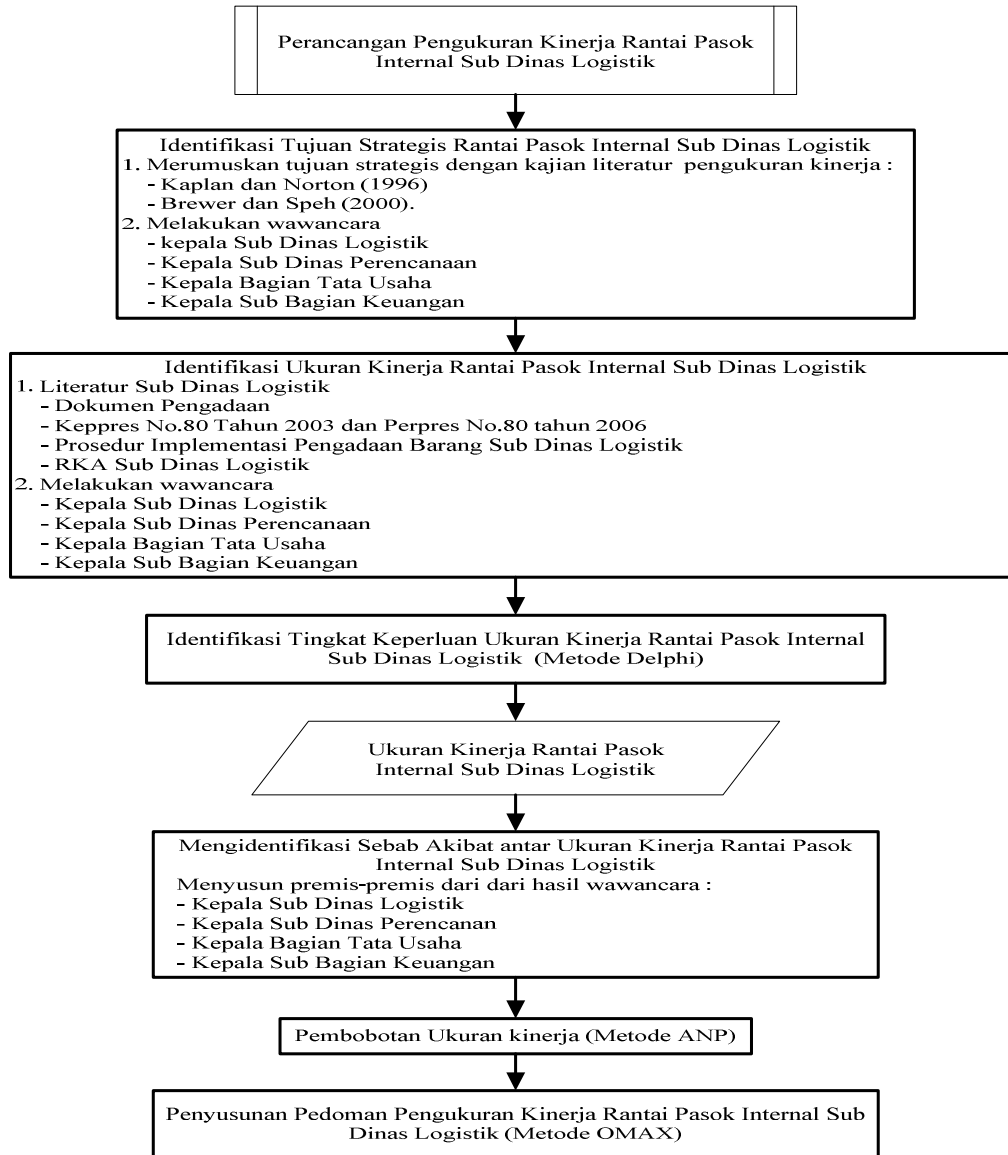 Perancangan Pengukuran Kinerja Rantai Pasok
Internal Sub Dinas Logistik
Identifikasi Tujuan Strategis Rantai Pasok Internal Sub Dinas Logistik
1. Merumuskan tujuan strategis dengan kajian literatur pengukuran kinerja :
- Kaplan dan Norton (1996)
- Brewer dan Speh (2000).
2. Melakukan wawancara
- kepala Sub Dinas Logistik
- Kepala Sub Dinas Perencanaan
- Kepala Bagian Tata Usaha
- Kepala Sub Bagian Keuangan
Identifikasi Ukuran Kinerja Rantai Pasok Internal Sub Dinas Logistik
1. Literatur Sub Dinas Logistik
- Dokumen Pengadaan
- Keppres No.80 Tahun 2003 dan Perpres No.80 tahun 2006
- Prosedur Implementasi Pengadaan Barang Sub Dinas Logistik
- RKA Sub Dinas Logistik
2. Melakukan wawancara
- Kepala Sub Dinas Logistik
- Kepala Sub Dinas Perencanaan
- Kepala Bagian Tata Usaha
- Kepala Sub Bagian Keuangan
Identifikasi Tingkat Keperluan Ukuran Kinerja Rantai Pasok Internal
Sub Dinas Logistik (Metode Delphi)
Ukuran Kinerja Rantai Pasok
Internal Sub Dinas Logistik
Mengidentifikasi Sebab Akibat antar Ukuran Kinerja Rantai Pasok
Internal Sub Dinas Logistik
Menyusun premis-premis dari dari hasil wawancara :
- Kepala Sub Dinas Logistik
- Kepala Sub Dinas Perencanan
- Kepala Bagian Tata Usaha
- Kepala Sub Bagian Keuangan
Pembobotan Ukuran kinerja (Metode ANP)
Penyusunan Pedoman Pengukuran Kinerja Rantai Pasok Internal Sub
Dinas Logistik (Metode OMAX)